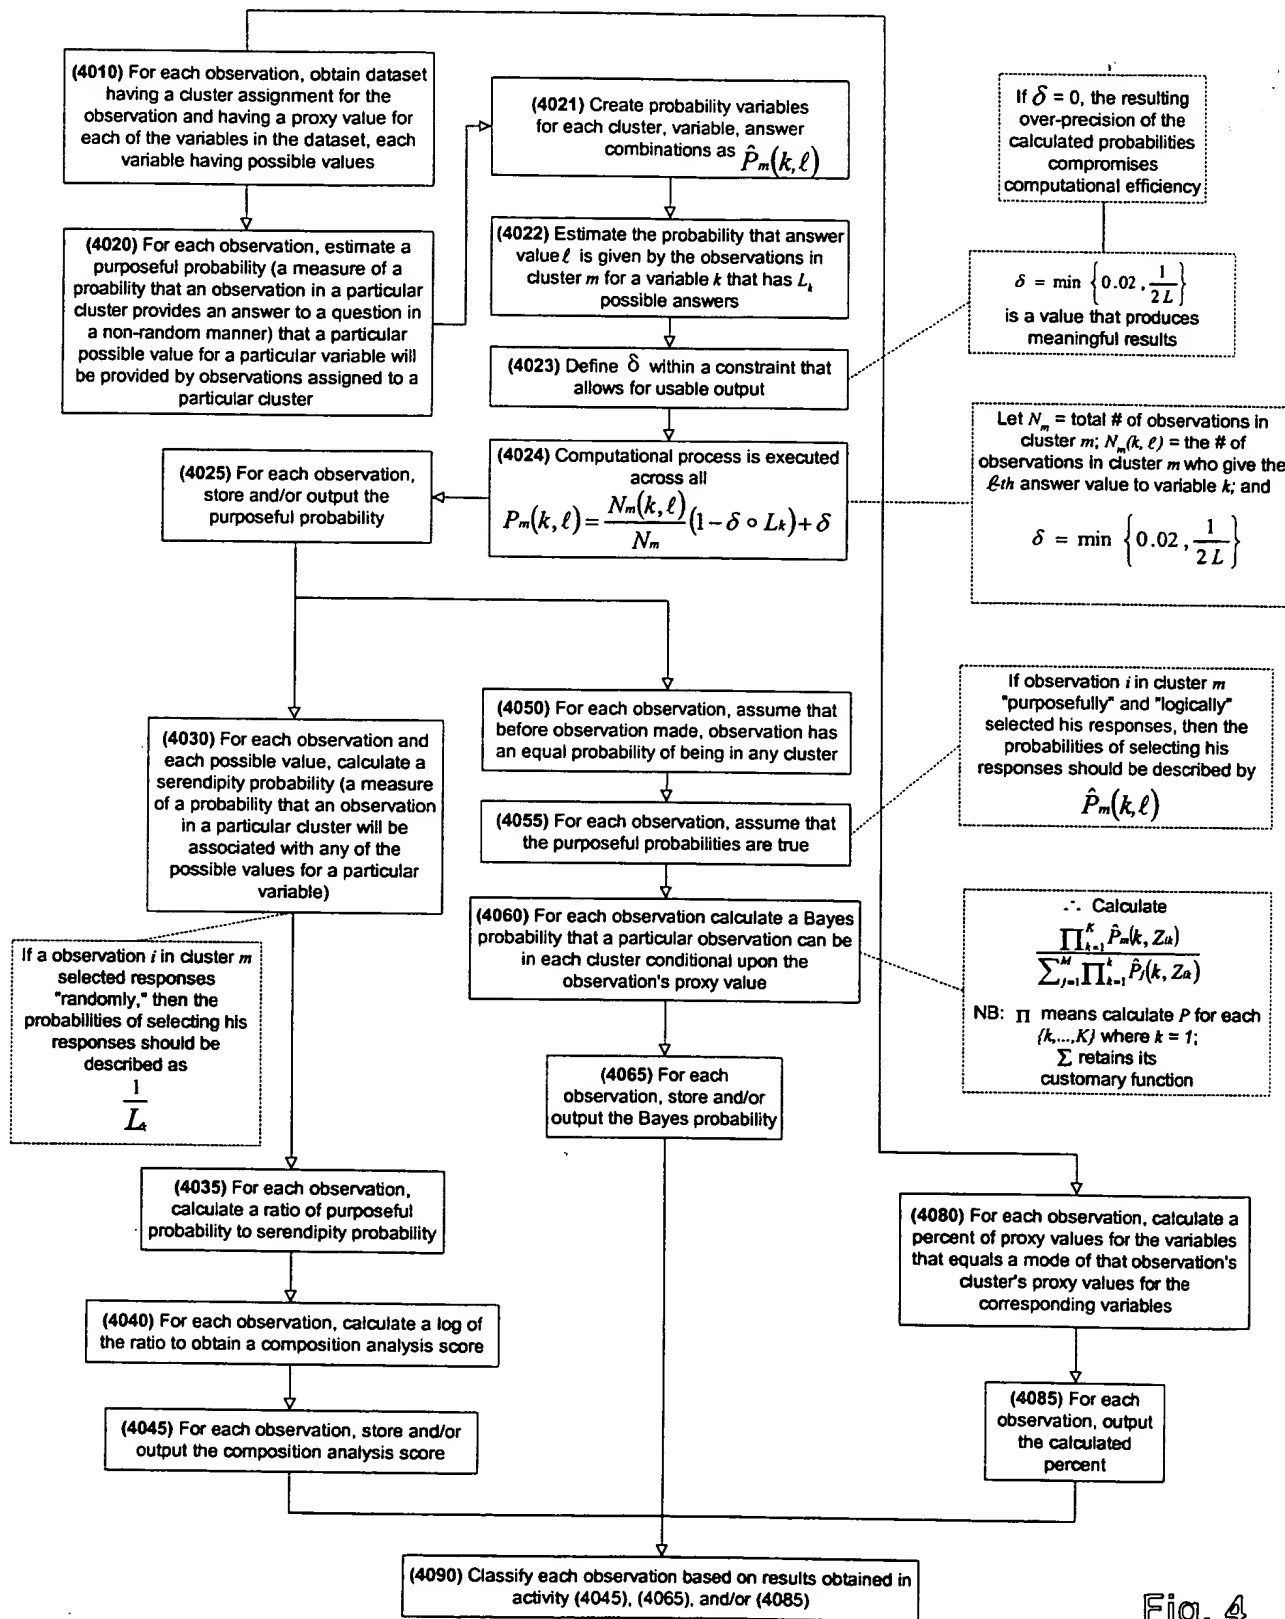 (4010) For each observation, obtain dataset
having a cluster assignment for the
observation and having a proxy value for
each of the variables in the dataset, each
variable having possible values
(4020) For each observation, estimate a
purposeful probability (a measure of a
proability that an observation in a particular
cluster provides an answer to a question in
a non-random manner) that a particular
possible value for a particular variable will
be provided by observations assigned to a
particular cluster
(4021) Create probability variables
for each cluster, variable, answer
combinations as P̂m(k,ℓ)
(4022) Estimate the probability that answer
value ℓ is given by the observations in
cluster m for a variable k that has Lk
possible answers
(4023) Define δ within a constraint that
allows for usable output
(4024) Computational process is executed
across all
Pm(k,ℓ) = Nm(k,ℓ)/Nm (1-δ∘Lk)+δ
(4025) For each observation,
store and/or output the
purposeful probability
If δ = 0, the resulting
over-precision of the
calculated probabilities
compromises
computational efficiency
δ = min {0.02, 1/2L}
is a value that produces
meaningful results
Let Nm = total # of observations in
cluster m; Nm(k, ℓ) = the # of
observations in cluster m who give the
ℓ-th answer value to variable k; and
δ = min {0.02, 1/2L}
(4030) For each observation and
each possible value, calculate a
serendipity probability (a measure
of a probability that an observation
in a particular cluster will be
associated with any of the
possible values for a particular
variable)
If a observation i in cluster m
selected responses
"randomly," then the
probabilities of selecting his
responses should be
described as
1/Lk
(4035) For each observation,
calculate a ratio of purposeful
probability to serendipity probability
(4040) For each observation, calculate a log of
the ratio to obtain a composition analysis score
(4045) For each observation, store and/or
output the composition analysis score
(4050) For each observation, assume that
before observation made, observation has
an equal probability of being in any cluster
(4055) For each observation, assume that
the purposeful probabilities are true
(4060) For each observation calculate a Bayes
probability that a particular observation can be
in each cluster conditional upon the
observation's proxy value
(4065) For each
observation, store and/or
output the Bayes probability
If observation i in cluster m
"purposefully" and "logically"
selected his responses, then the
probabilities of selecting his
responses should be described by
P̂m(k,ℓ)
∴ Calculate
∏k=1^K P̂m(k, Zik)
∑j=1^M ∏k=1^k P̂j(k, Zik)
NB: Π means calculate P for each
{k,...,K} where k = 1;
Σ retains its
customary function
(4080) For each observation, calculate a
percent of proxy values for the variables
that equals a mode of that observation's
cluster's proxy values for the
corresponding variables
(4085) For each
observation, output
the calculated
percent
(4090) Classify each observation based on results obtained in
activity (4045), (4065), and/or (4085)
Fig. 4